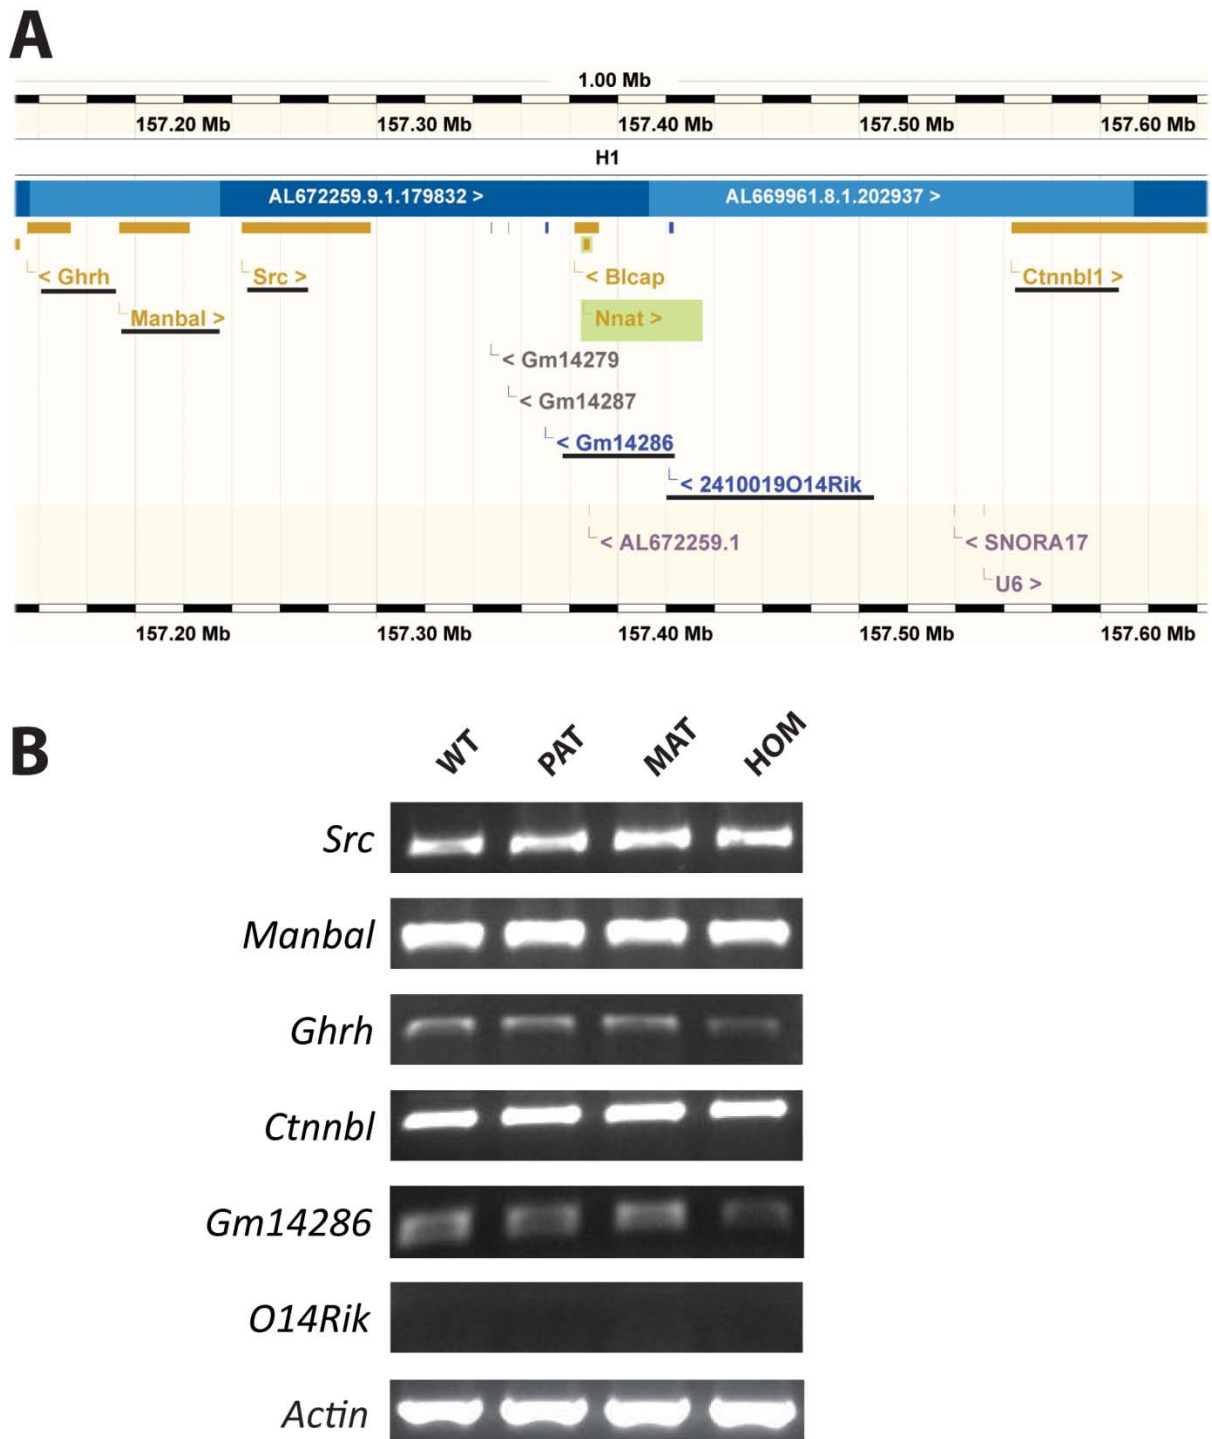 A
1.00 Mb
157.20 Mb 157.30 Mb 157.40 Mb 157.50 Mb 157.60 Mb
H1
AL672259.9.1.179832 > AL669961.8.1.202937 >
< Ghrh Src > < Blcap Ctnnbl1 >
Manbal > Nnat >
< Gm14279
< Gm14287
< Gm14286
< 2410019O14Rik
< AL672259.1 < SNORA17
U6 >
157.20 Mb 157.30 Mb 157.40 Mb 157.50 Mb 157.60 Mb
B
WT PAT MAT HOM
Src
Manbal
Ghrh
Ctnnbl
Gm14286
O14Rik
Actin